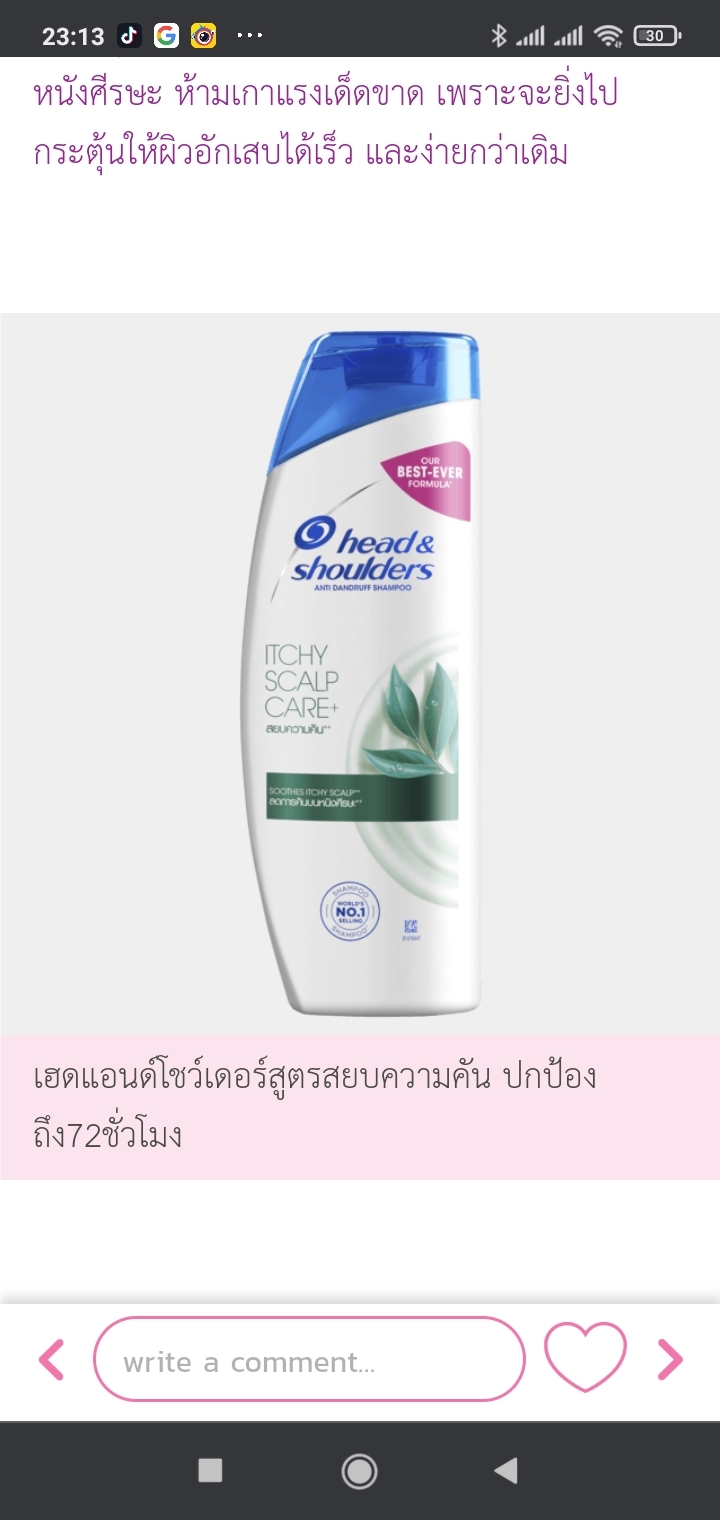 23:13
30
หนังศีรษะ ห้ามเกาแรงเด็ดขาด เพราะจะยิ่งไป
กระตุ้นให้ผิวอักเสบได้เร็ว และง่ายกว่าเดิม
OUR
BEST-EVER
FORMULA*
head &
shoulders
ANTI DANDRUFF SHAMPOO
ITCHY
SCALP
CARE+
สยบความคัน**
SOOTHES ITCHY SCALP**
ลดการคันบนหนังศีรษะ**
SHAMPOO
WORLD'S
NO.1
SELLING
SHAMPOO
เฮดแอนด์โชว์เดอร์สูตรสยบความคัน ปกป้อง
ถึง72ชั่วโมง
write a comment...